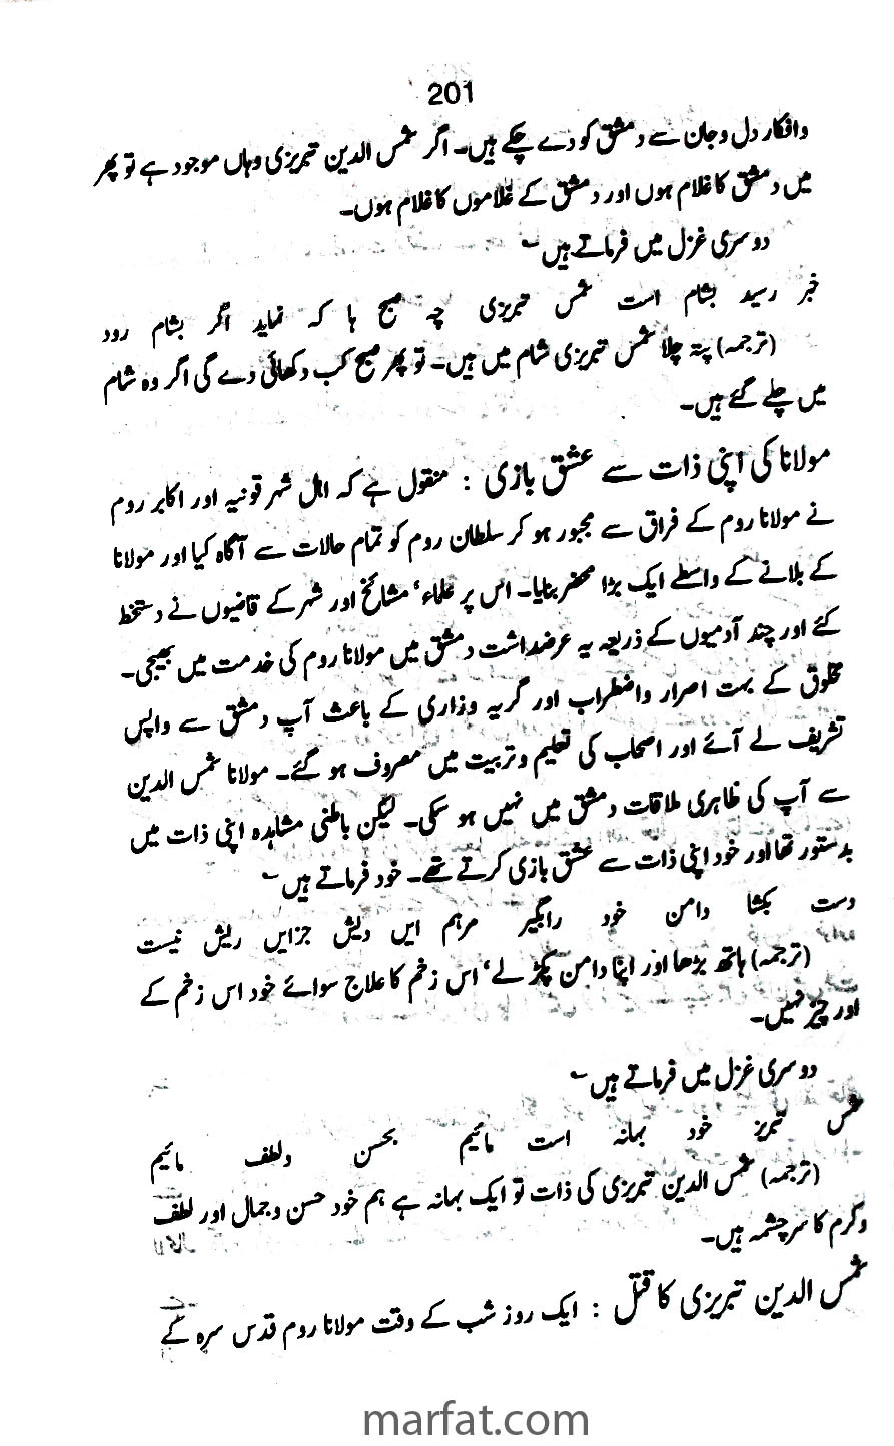 201
وافکار دل و جان سے دمشق کو دے چکے ہیں۔ اگر شمس الدین تبریزی وہاں موجود ہے تو پھر
میں دمشق کا غلام ہوں اور دمشق کے غلاموں کا غلام ہوں۔
دوسری غزل میں فرماتے ہیں ؎
خبر رسید بشام است شمس تبریزی چہ صبح ہا کہ نماید اگر بشام رود
(ترجمہ) پتہ چلا شمس تبریزی شام میں ہیں۔ تو پھر صبح کب دکھائی دے گی اگر وہ شام
میں چلے گئے ہیں۔
مولانا کی اپنی ذات سے عشق بازی : منقول ہے کہ اہل شہر قونیہ اور اکابر روم
نے مولانا روم کے فراق سے مجبور ہو کر سلطان روم کو تمام حالات سے آگاہ کیا اور مولانا
کے بلانے کے واسطے ایک بڑا محضر بنایا۔ اس پر علماء‘ مشائخ اور شہر کے قاضیوں نے دستخط
کئے اور چند آدمیوں کے ذریعہ یہ عرضداشت دمشق میں مولانا روم کی خدمت میں بھیجی۔
مخلوق کے بہت اصرار واضطراب اور گریہ وزاری کے باعث آپ دمشق سے واپس
تشریف لے آئے اور اصحاب کی تعلیم و تربیت میں مصروف ہو گئے۔ مولانا شمس الدین
سے آپ کی ظاہری ملاقات دمشق میں نہیں ہو سکی۔ لیکن باطنی مشاہدہ اپنی ذات میں
بدستور تھا اور خود اپنی ذات سے عشق بازی کرتے تھے۔ خود فرماتے ہیں ؎
دست بکشا دامن خود رابگیر مرہم ایں ریش جزایں ریش نیست
(ترجمہ) ہاتھ بڑھا اور اپنا دامن پکڑ لے‘ اس زخم کا علاج سوائے خود اس زخم کے
اور چیز نہیں۔
دوسری غزل میں فرماتے ہیں ؎
شمس تبریز خود بہانہ است مائیم بحسن ولطف مائیم
(ترجمہ) شمس الدین تبریزی کی ذات تو ایک بہانہ ہے ہم خود حسن و جمال اور لطف
وکرم کا سرچشمہ ہیں۔
شمس الدین تبریزی کا قتل : ایک روز شب کے وقت مولانا روم قدس سرہ کے
marfat.com